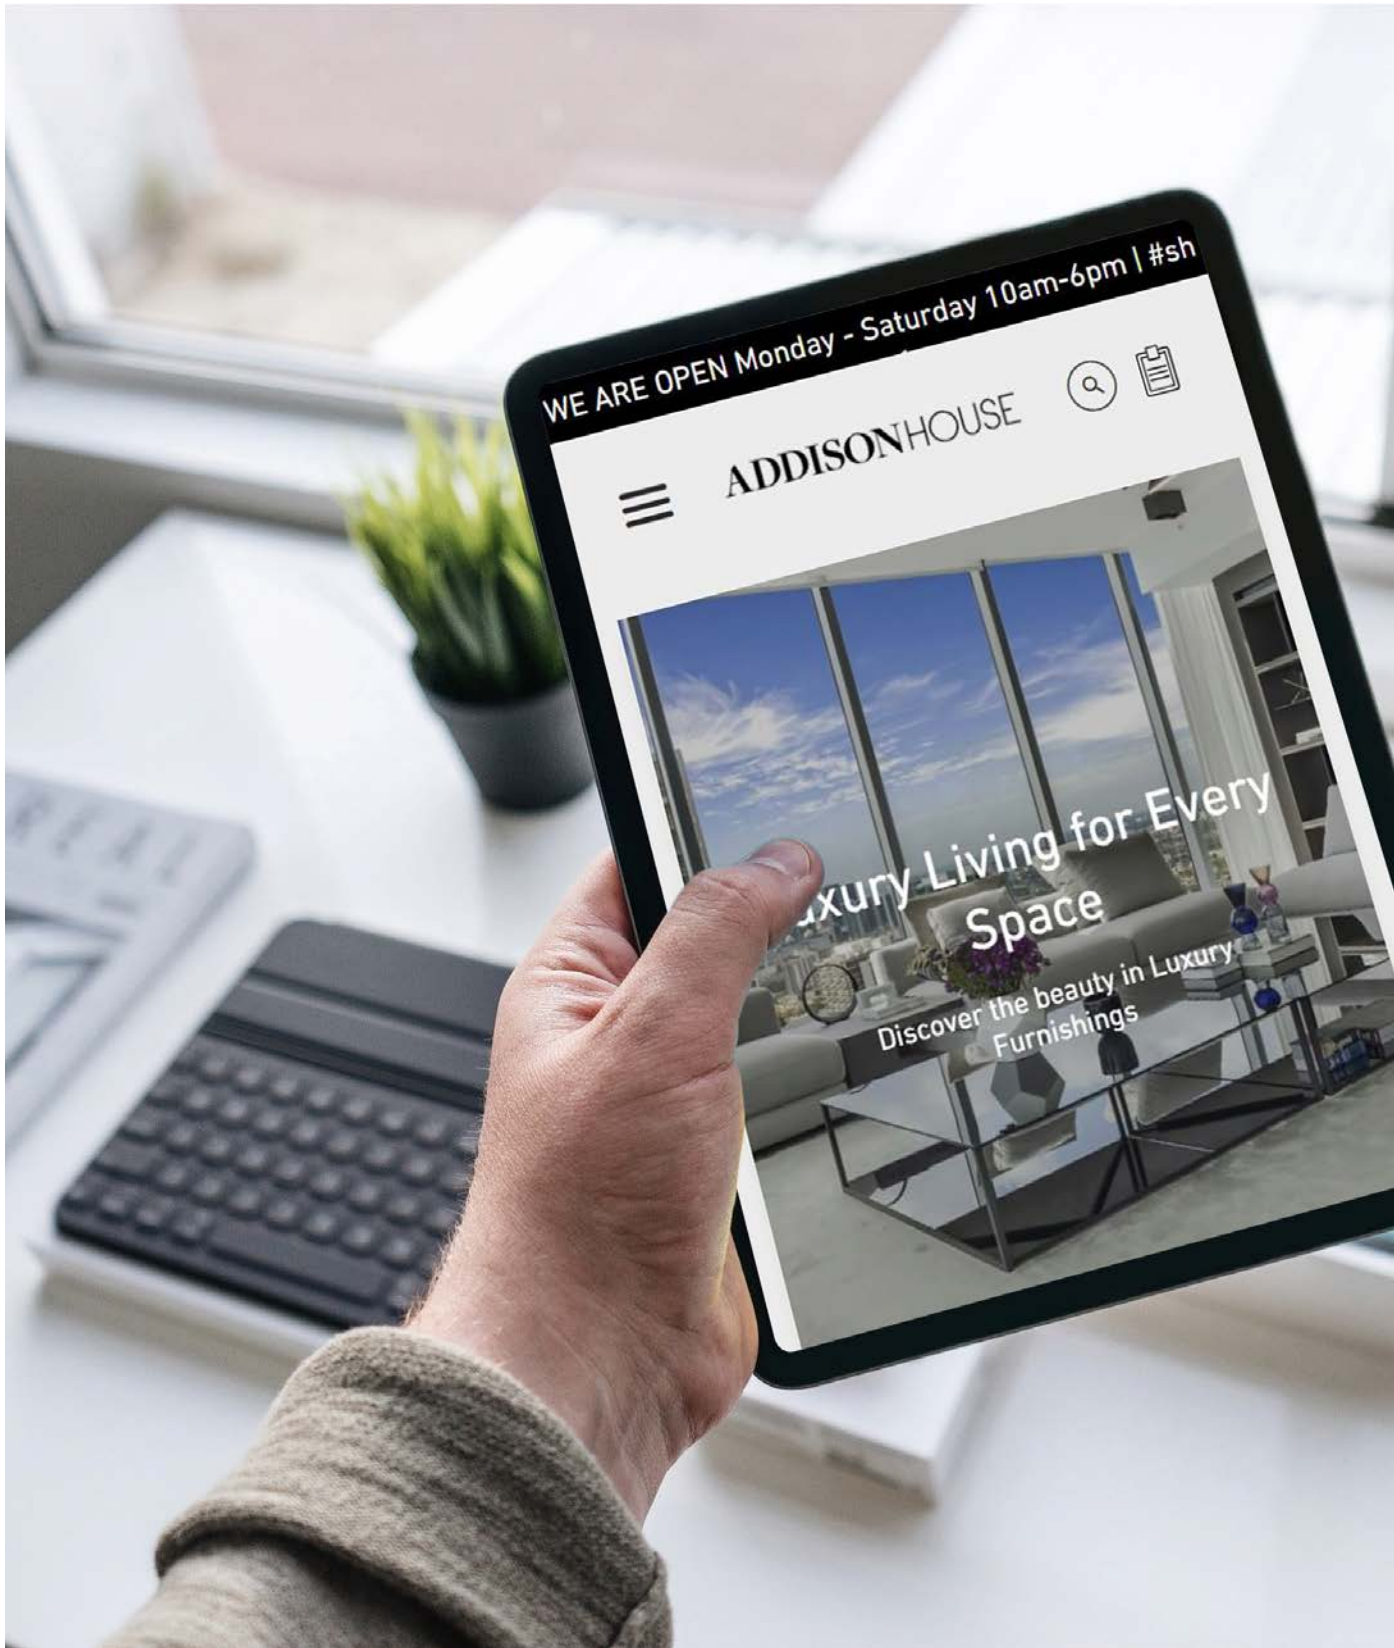 WE ARE OPEN Monday - Saturday 10am-6pm | #sh
ADDISONHOUSE
Living for Every
Space
Discover the beauty in Luxury
Furnishings
REAL